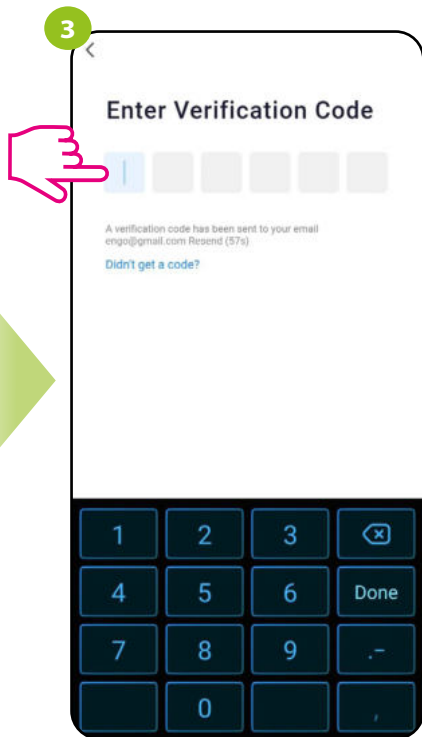 3
Enter Verification Code
A verification code has been sent to your email
engo@gmail.com Resend (57s)
Didn't get a code?
1 2 3
4 5 6 Done
7 8 9 .–
0 ,